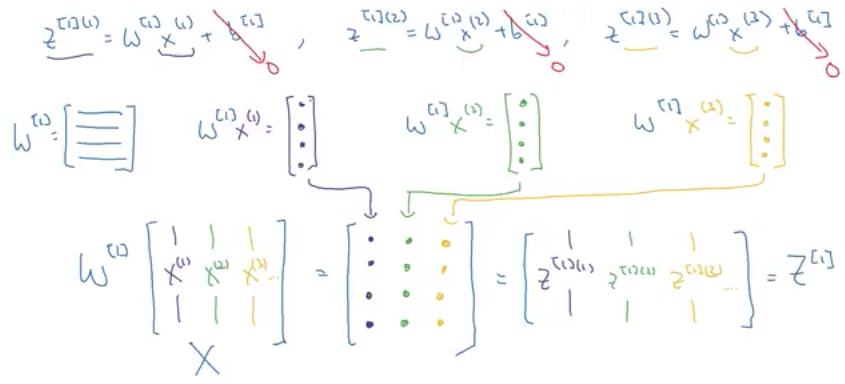 z^{[1](1)} = W^{[1]} x^{(1)} + b^{[1]} , z^{[1](2)} = W^{[1]} x^{(2)} + b^{[1]} , z^{[1](3)} = W^{[1]} x^{(3)} + b^{[1]}
0 0 0
W^{[1]} = [ ] W^{[1]} x^{(1)} = W^{[1]} x^{(2)} = W^{[1]} x^{(3)} =
W^{[1]} [ x^{(1)} x^{(2)} x^{(3)} ... ] = [ ] = [ z^{[1](1)} z^{[1](2)} z^{[1](3)} ... ] = Z^{[1]}
X